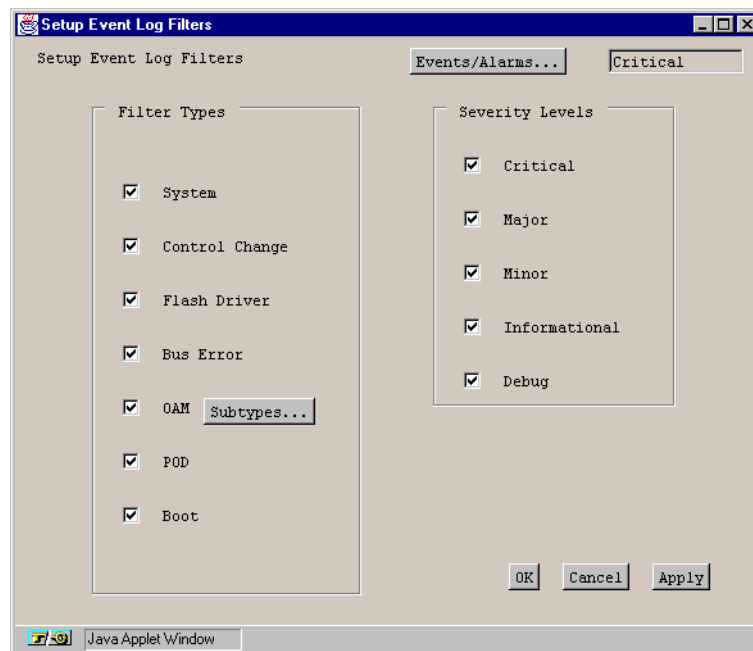 Setup Event Log Filters
Setup Event Log Filters Events/Alarms... Critical
Filter Types
System
Control Change
Flash Driver
Bus Error
OAM Subtypes...
POD
Boot
Severity Levels
Critical
Major
Minor
Informational
Debug
OK Cancel Apply
Java Applet Window